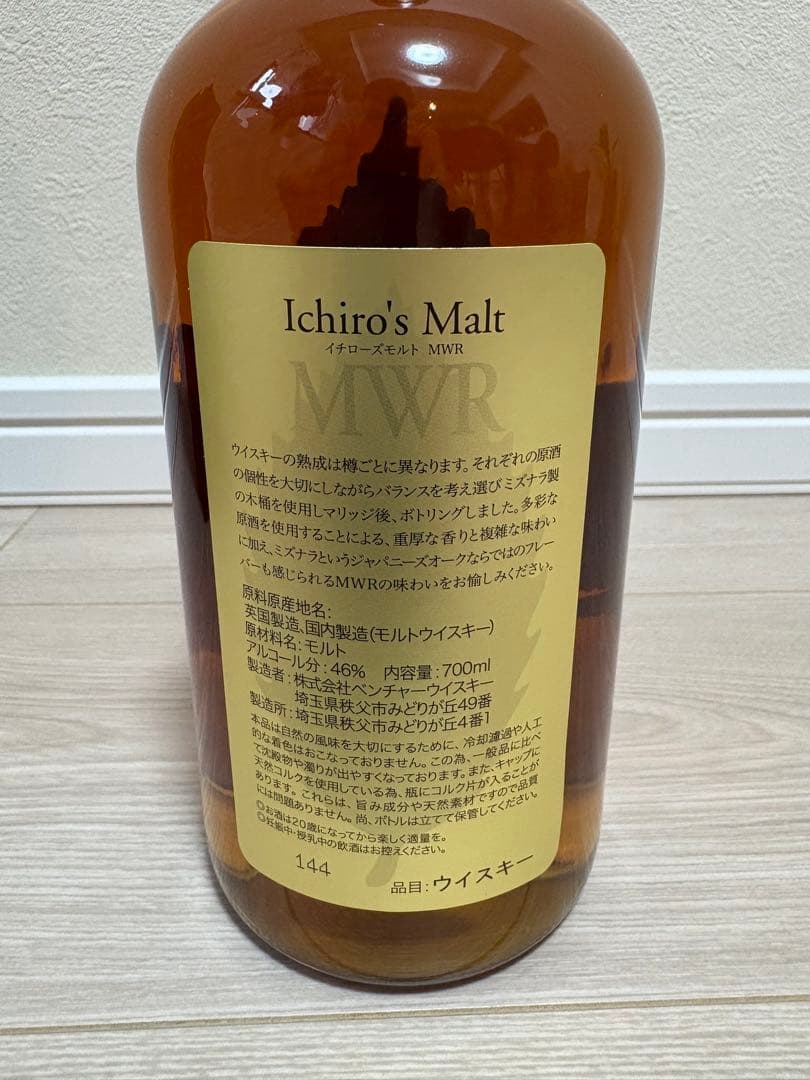 Ichiro's Malt
イチローズモルト MWR
MWR
ウイスキーの熟成は樽ごとに異なります。それぞれの原酒
の個性を大切にしながらバランスを考え選びミズナラ製
の木桶を使用しマリッジ後、ボトリングしました。多彩な
原酒を使用することによる、重厚な香りと複雑な味わい
に加え、ミズナラというジャパニーズオークならではのフレー
バーも感じられるMWRの味わいをお愉しみください。
原料原産地名:
英国製造、国内製造(モルトウイスキー)
原材料名:モルト
アルコール分:46% 内容量:700ml
製造者:株式会社ベンチャーウイスキー
埼玉県秩父市みどりが丘49番
製造所:埼玉県秩父市みどりが丘4番1
本品は自然の風味を大切にするために、冷却濾過や人工
的な着色はおこなっておりません。この為、一般品に比べ
て沈殿物や濁りが出やすくなっております。また、キャップに
天然コルクを使用している為、瓶にコルク片が入ることが
あります。これらは、旨み成分や天然素材ですので品質
には問題ありません。尚、ボトルは立てて保管してください。
◎お酒は20歳になってから楽しく適量を。
◎妊娠中・授乳中の飲酒はお控えください。
144
品目:ウイスキー